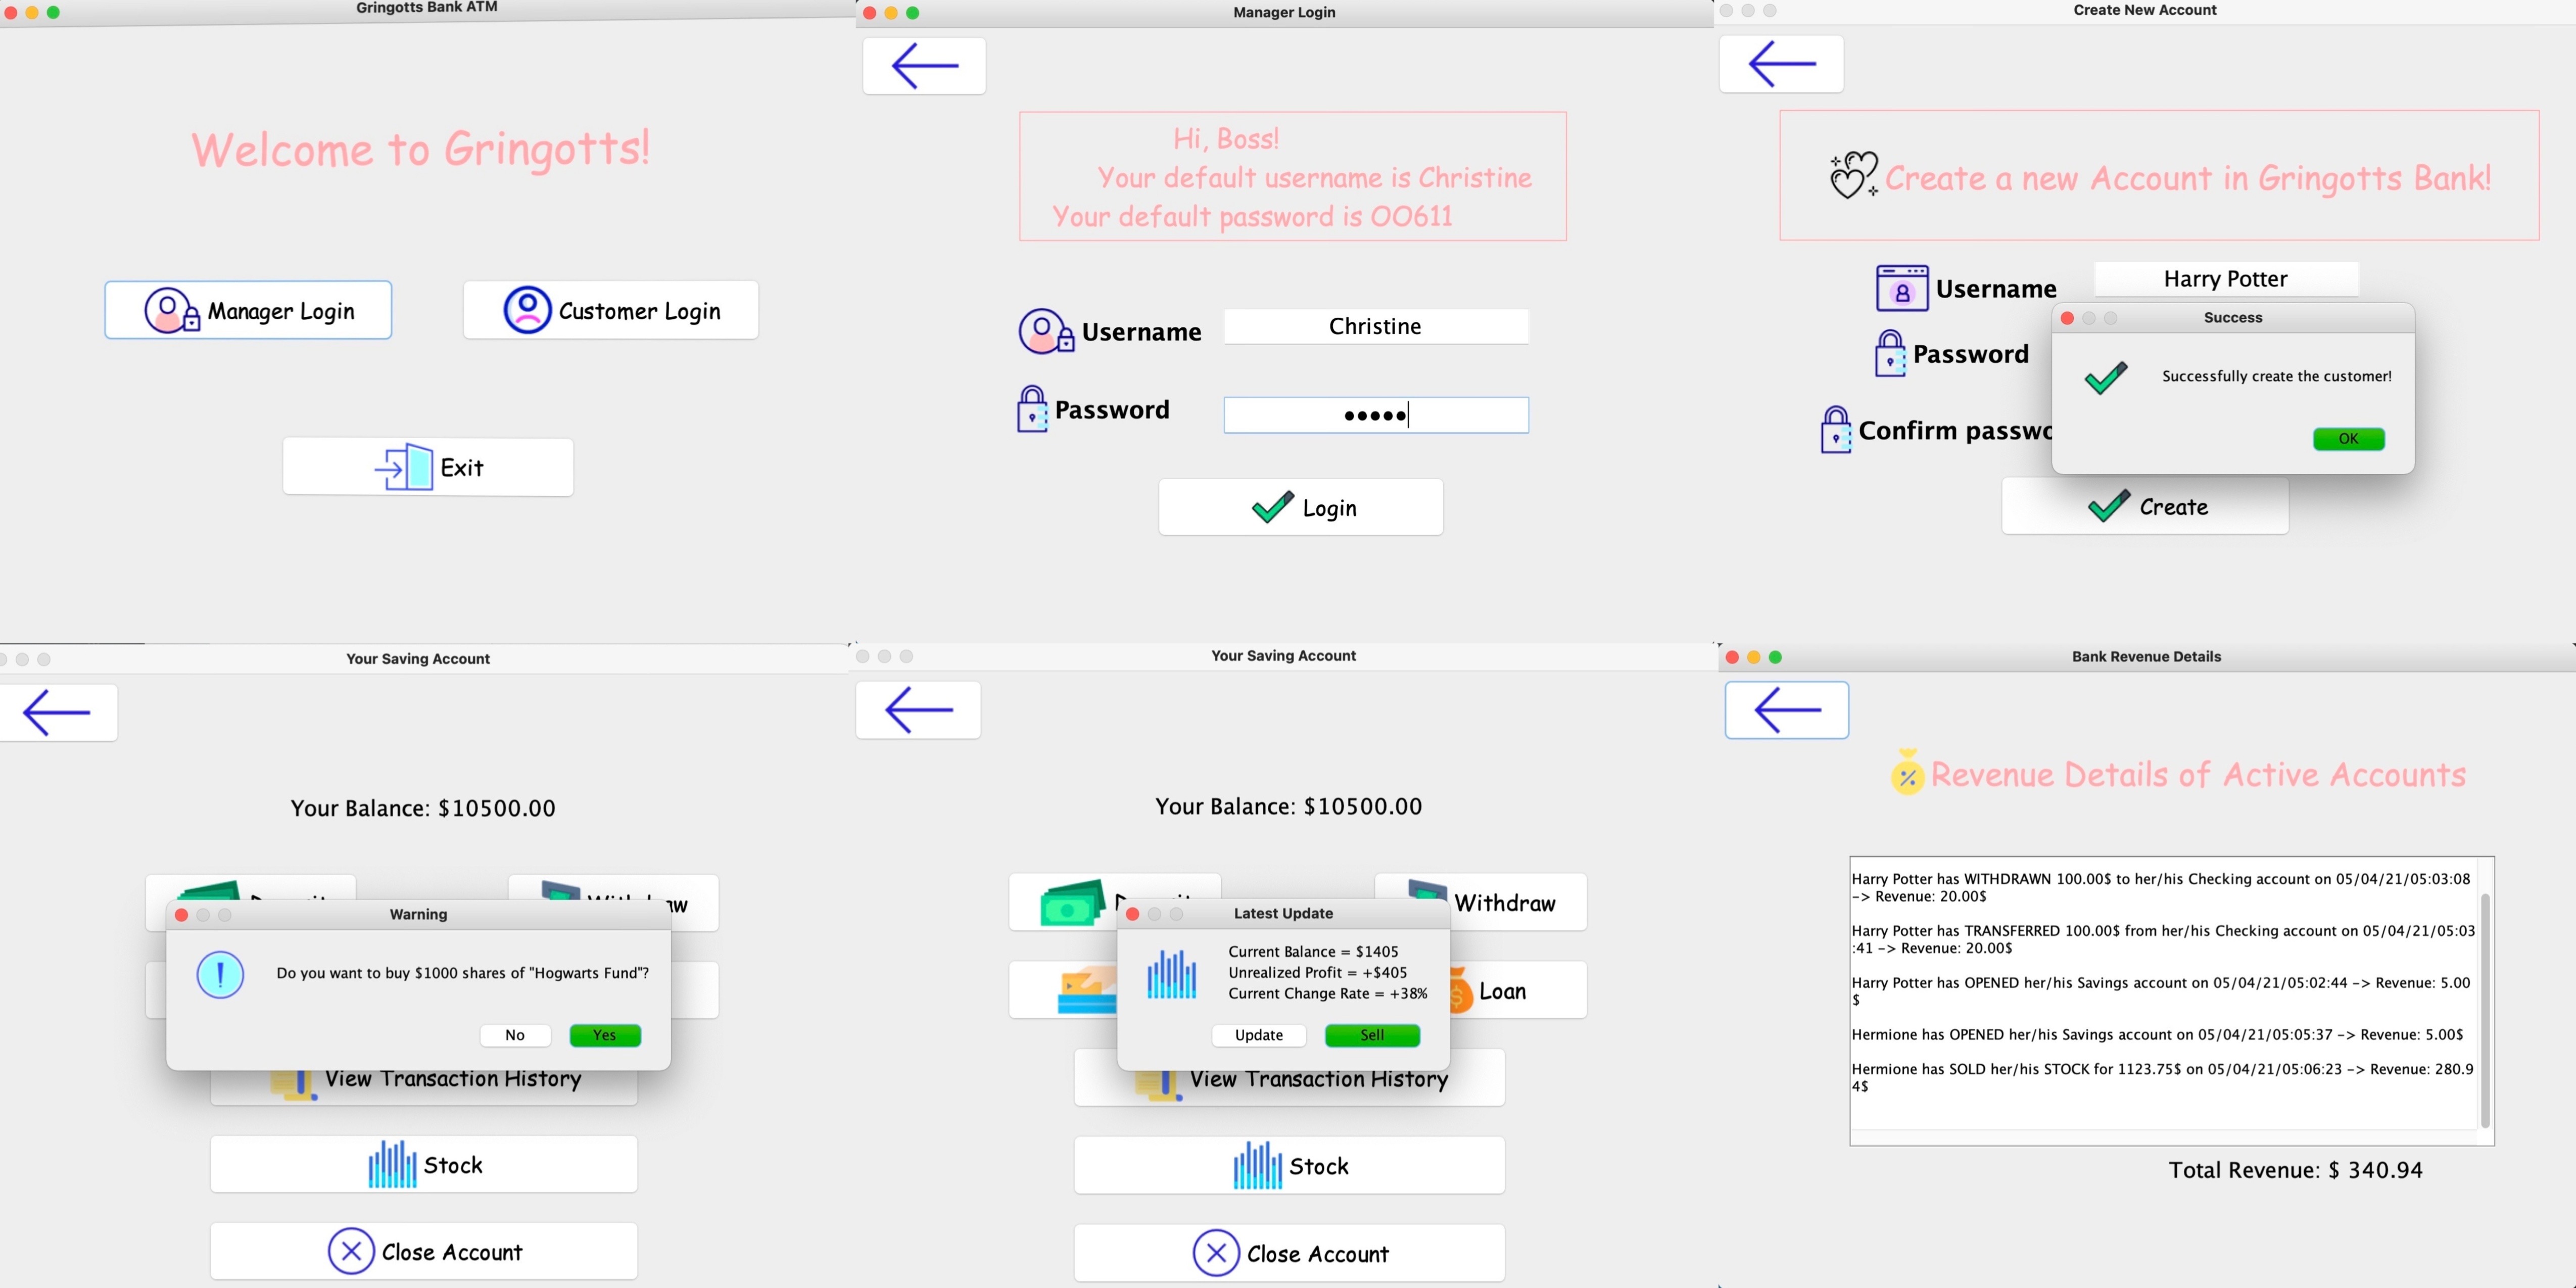 Gringotts Bank ATM
Welcome to Gringotts!
Manager Login
Customer Login
Exit
Manager Login
Hi, Boss!
Your default username is Christine
Your default password is OO611
Username
Christine
Password
Login
Create New Account
Create a new Account in Gringotts Bank!
Username
Harry Potter
Password
Confirm passwo
Success
Successfully create the customer!
OK
Create
Your Saving Account
Your Balance: $10500.00
Warning
Do you want to buy $1000 shares of "Hogwarts Fund"?
No
Yes
View Transaction History
Stock
Close Account
Your Saving Account
Your Balance: $10500.00
Withdraw
Latest Update
Current Balance = $1405
Unrealized Profit = +$405
Current Change Rate = +38%
Update
Sell
Loan
View Transaction History
Stock
Close Account
Bank Revenue Details
Revenue Details of Active Accounts
Harry Potter has WITHDRAWN 100.00$ to her/his Checking account on 05/04/21/05:03:08
-> Revenue: 20.00$
Harry Potter has TRANSFERRED 100.00$ from her/his Checking account on 05/04/21/05:03
:41 -> Revenue: 20.00$
Harry Potter has OPENED her/his Savings account on 05/04/21/05:02:44 -> Revenue: 5.00
$
Hermione has OPENED her/his Savings account on 05/04/21/05:05:37 -> Revenue: 5.00$
Hermione has SOLD her/his STOCK for 1123.75$ on 05/04/21/05:06:23 -> Revenue: 280.9
4$
Total Revenue: $ 340.94